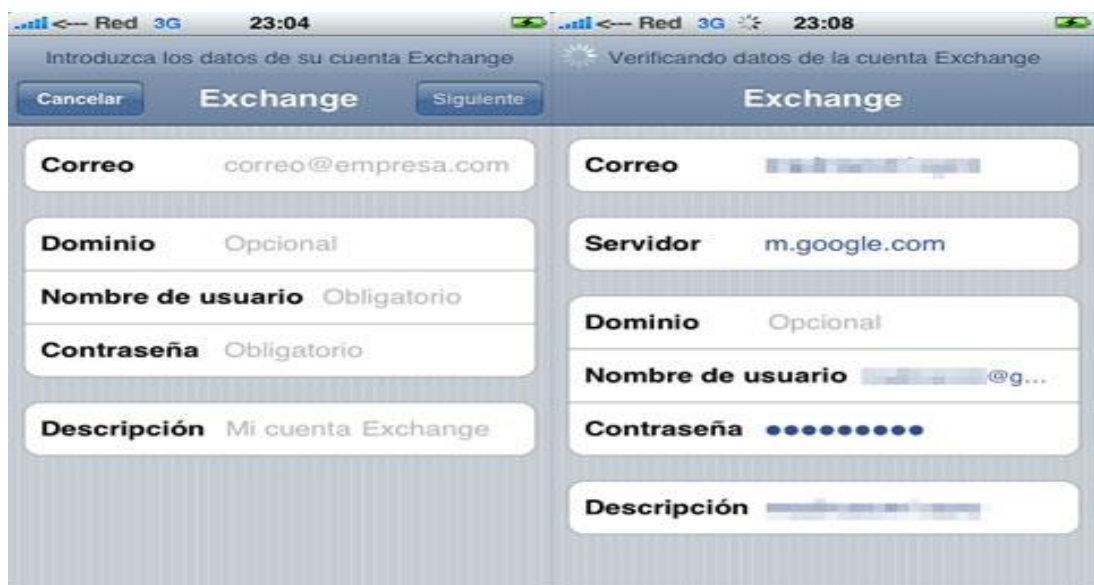 <--- Red 3G 23:04
Introduzca los datos de su cuenta Exchange
Cancelar Exchange Siguiente
Correo correo@empresa.com
Dominio Opcional
Nombre de usuario Obligatorio
Contraseña Obligatorio
Descripción Mi cuenta Exchange
<--- Red 3G 23:08
Verificando datos de la cuenta Exchange
Exchange
Correo
Servidor m.google.com
Dominio Opcional
Nombre de usuario @g...
Contraseña ●●●●●●●●●
Descripción